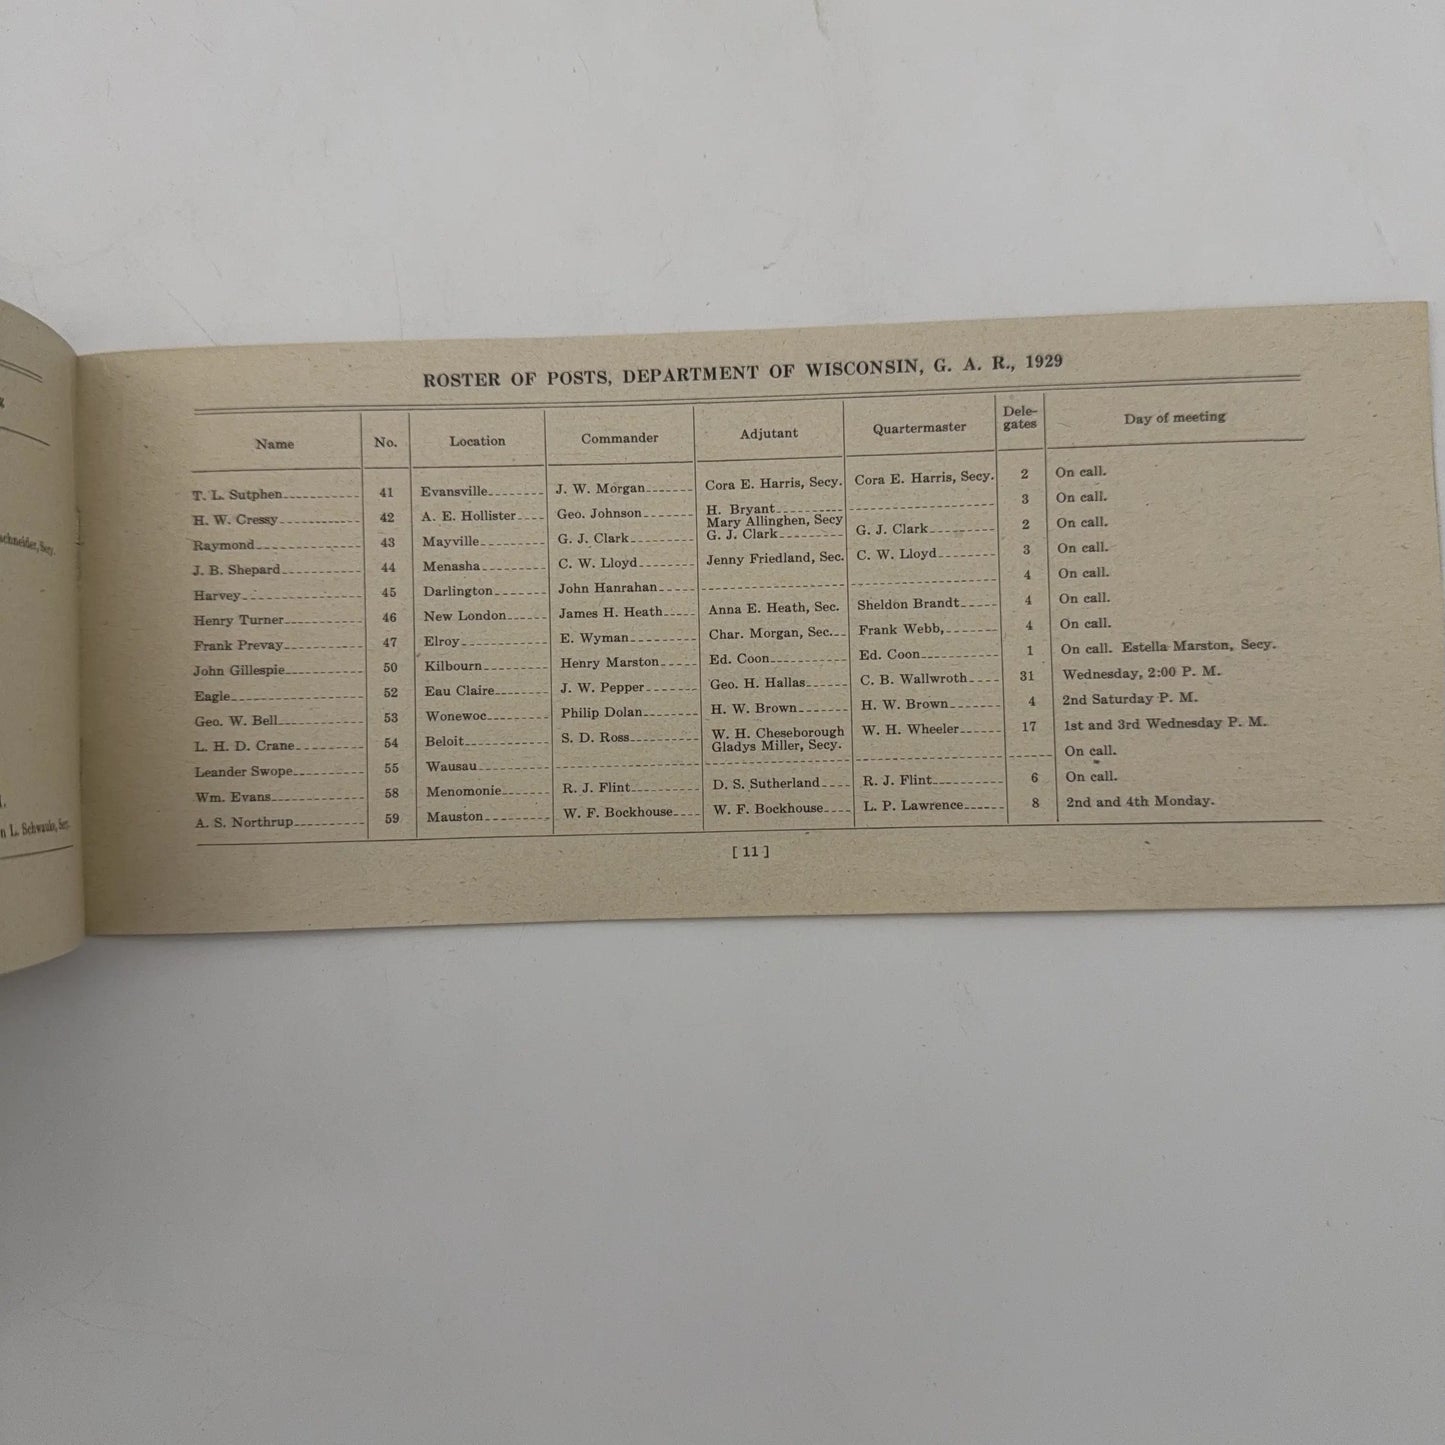 ROSTER OF POSTS, DEPARTMENT OF WISCONSIN, G. A. R., 1929
Name No. Location Commander Adjutant Quartermaster Dele-gates Day of meeting
T. L. Sutphen 41 Evansville J. W. Morgan Cora E. Harris, Secy. Cora E. Harris, Secy. 2 On call.
H. W. Cressy 42 A. E. Hollister Geo. Johnson H. Bryant 3 On call.
Mary Allinghen, Secy
Raymond 43 Mayville G. J. Clark G. J. Clark G. J. Clark 2 On call.
J. B. Shepard 44 Menasha C. W. Lloyd Jenny Friedland, Sec. C. W. Lloyd 3 On call.
Harvey 45 Darlington John Hanrahan 4 On call.
Henry Turner 46 New London James H. Heath Anna E. Heath, Sec. Sheldon Brandt 4 On call.
Frank Prevay 47 Elroy E. Wyman Char. Morgan, Sec. Frank Webb, 4 On call.
John Gillespie 50 Kilbourn Henry Marston Ed. Coon Ed. Coon 1 On call. Estella Marston, Secy.
Eagle 52 Eau Claire J. W. Pepper Geo. H. Hallas C. B. Wallwroth 31 Wednesday, 2:00 P. M.
Geo. W. Bell 53 Wonewoc Philip Dolan H. W. Brown H. W. Brown 4 2nd Saturday P. M.
L. H. D. Crane 54 Beloit S. D. Ross W. H. Cheseborough W. H. Wheeler 17 1st and 3rd Wednesday P. M.
Gladys Miller, Secy.
Leander Swope 55 Wausau On call.
Wm. Evans 58 Menomonie R. J. Flint D. S. Sutherland R. J. Flint 6 On call.
A. S. Northrup 59 Mauston W. F. Bockhouse W. F. Bockhouse L. P. Lawrence 8 2nd and 4th Monday.
[ 11 ]
schneider, Secy.
n L. Schwauls, Sec.